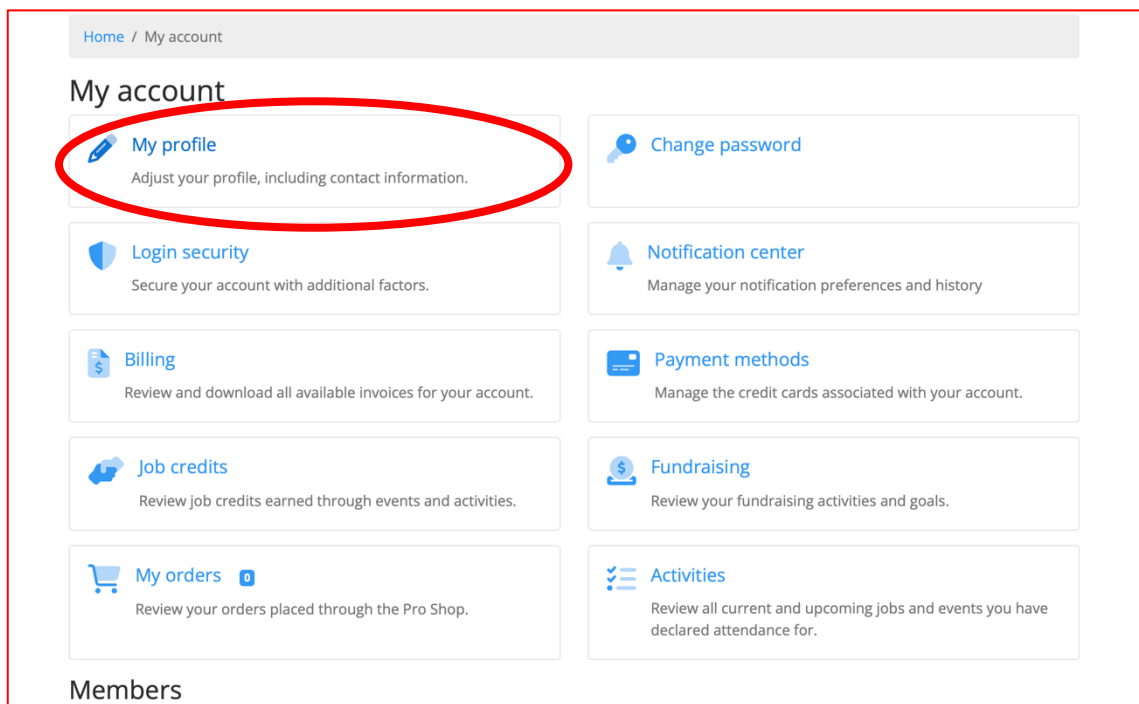 Home / My account
My account
My profile
Adjust your profile, including contact information.
Change password
Login security
Secure your account with additional factors.
Notification center
Manage your notification preferences and history
Billing
Review and download all available invoices for your account.
Payment methods
Manage the credit cards associated with your account.
Job credits
Review job credits earned through events and activities.
Fundraising
Review your fundraising activities and goals.
My orders 0
Review your orders placed through the Pro Shop.
Activities
Review all current and upcoming jobs and events you have
declared attendance for.
Members